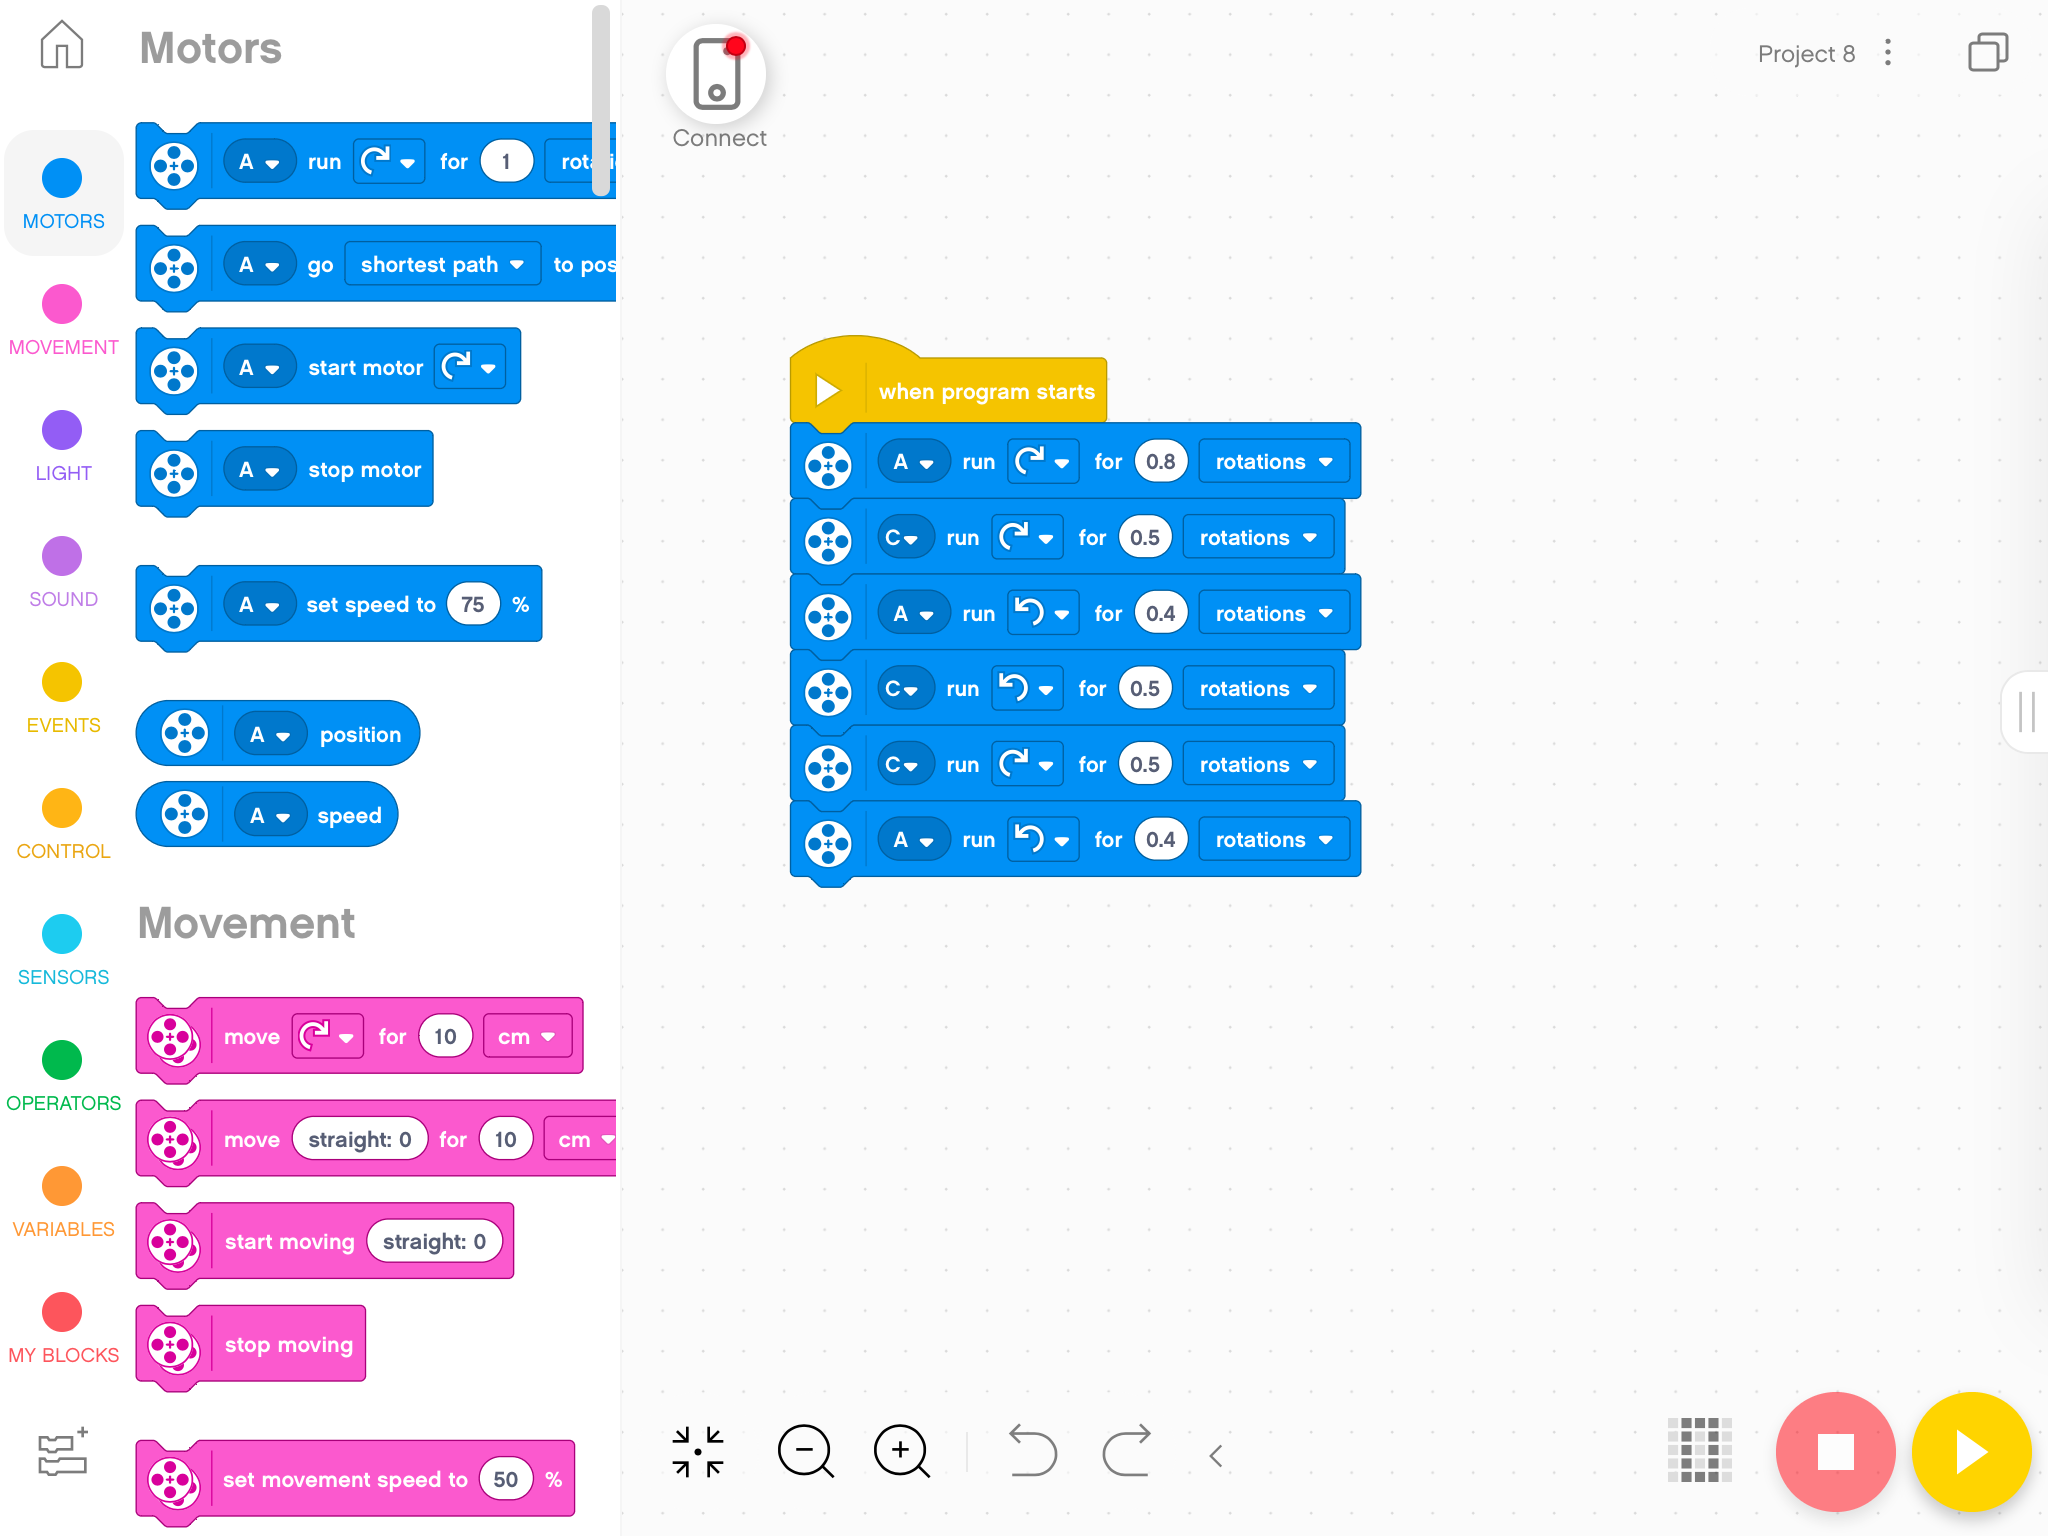 Motors
Project 8
Connect
MOTORS
MOVEMENT
LIGHT
SOUND
EVENTS
CONTROL
SENSORS
OPERATORS
VARIABLES
MY BLOCKS
A run for 1
A go shortest path to
A start motor
A stop motor
A set speed to 75 %
A position
A speed
Movement
move for 10 cm
move straight: 0 for 10 cm
start moving straight: 0
stop moving
set movement speed to 50 %
when program starts
A run for 0.8 rotations
C run for 0.5 rotations
A run for 0.4 rotations
C run for 0.5 rotations
C run for 0.5 rotations
A run for 0.4 rotations